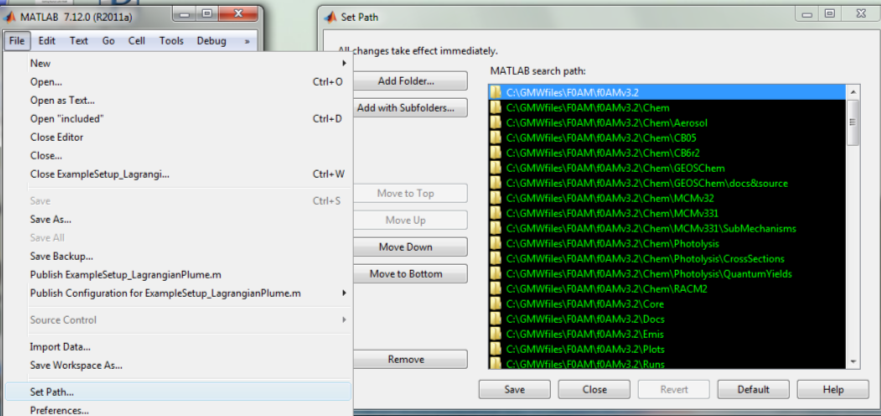 MATLAB 7.12.0 (R2011a)
File Edit Text Go Cell Tools Debug »
New
Open... Ctrl+O
Open as Text...
Open "included" Ctrl+D
Close Editor
Close...
Close ExampleSetup_Lagrangi... Ctrl+W
Save Ctrl+S
Save As...
Save All
Save Backup...
Publish ExampleSetup_LagrangianPlume.m
Publish Configuration for ExampleSetup_LagrangianPlume.m
Source Control
Import Data...
Save Workspace As...
Set Path...
Preferences...
Set Path
All changes take effect immediately.
Add Folder...
Add with Subfolders...
Move to Top
Move Up
Move Down
Move to Bottom
Remove
MATLAB search path:
C:\GMWfiles\F0AM\f0AMv3.2
C:\GMWfiles\F0AM\f0AMv3.2\Chem
C:\GMWfiles\F0AM\f0AMv3.2\Chem\Aerosol
C:\GMWfiles\F0AM\f0AMv3.2\Chem\CB05
C:\GMWfiles\F0AM\f0AMv3.2\Chem\CB6r2
C:\GMWfiles\F0AM\f0AMv3.2\Chem\GEOSChem
C:\GMWfiles\F0AM\f0AMv3.2\Chem\GEOSChem\docs&source
C:\GMWfiles\F0AM\f0AMv3.2\Chem\MCMv32
C:\GMWfiles\F0AM\f0AMv3.2\Chem\MCMv331
C:\GMWfiles\F0AM\f0AMv3.2\Chem\MCMv331\SubMechanisms
C:\GMWfiles\F0AM\f0AMv3.2\Chem\Photolysis
C:\GMWfiles\F0AM\f0AMv3.2\Chem\Photolysis\CrossSections
C:\GMWfiles\F0AM\f0AMv3.2\Chem\Photolysis\QuantumYields
C:\GMWfiles\F0AM\f0AMv3.2\Chem\RACM2
C:\GMWfiles\F0AM\f0AMv3.2\Core
C:\GMWfiles\F0AM\f0AMv3.2\Docs
C:\GMWfiles\F0AM\f0AMv3.2\Emis
C:\GMWfiles\F0AM\f0AMv3.2\Plots
C:\GMWfiles\F0AM\f0AMv3.2\Runs
Save Close Revert Default Help